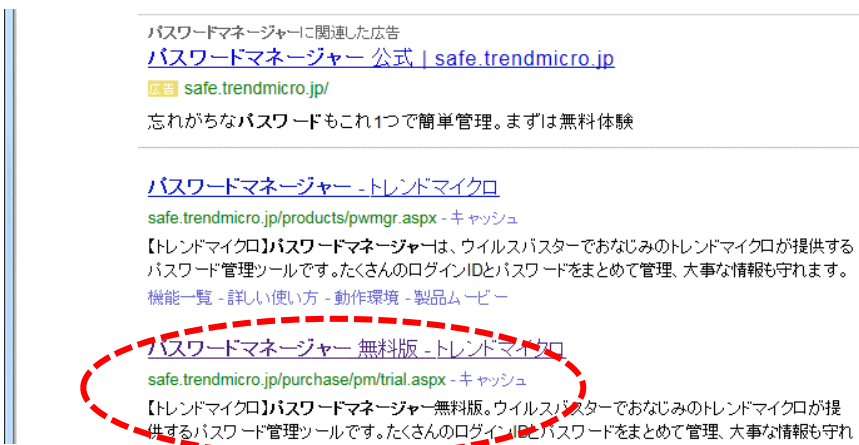 パスワードマネージャーに関連した広告
パスワードマネージャー 公式 | safe.trendmicro.jp
広告 safe.trendmicro.jp/
忘れがちなパスワードもこれ1つで簡単管理。まずは無料体験
パスワードマネージャー - トレンドマイクロ
safe.trendmicro.jp/products/pwmgr.aspx - キャッシュ
【トレンドマイクロ】パスワードマネージャーは、ウイルスバスターでおなじみのトレンドマイクロが提供する
パスワード管理ツールです。たくさんのログインIDとパスワードをまとめて管理、大事な情報も守れます。
機能一覧 - 詳しい使い方 - 動作環境 - 製品ムービー
パスワードマネージャー 無料版 - トレンドマイクロ
safe.trendmicro.jp/purchase/pm/trial.aspx - キャッシュ
【トレンドマイクロ】パスワードマネージャー無料版。ウイルスバスターでおなじみのトレンドマイクロが提
供するパスワード管理ツールです。たくさんのログインIDとパスワードをまとめて管理、大事な情報も守れ